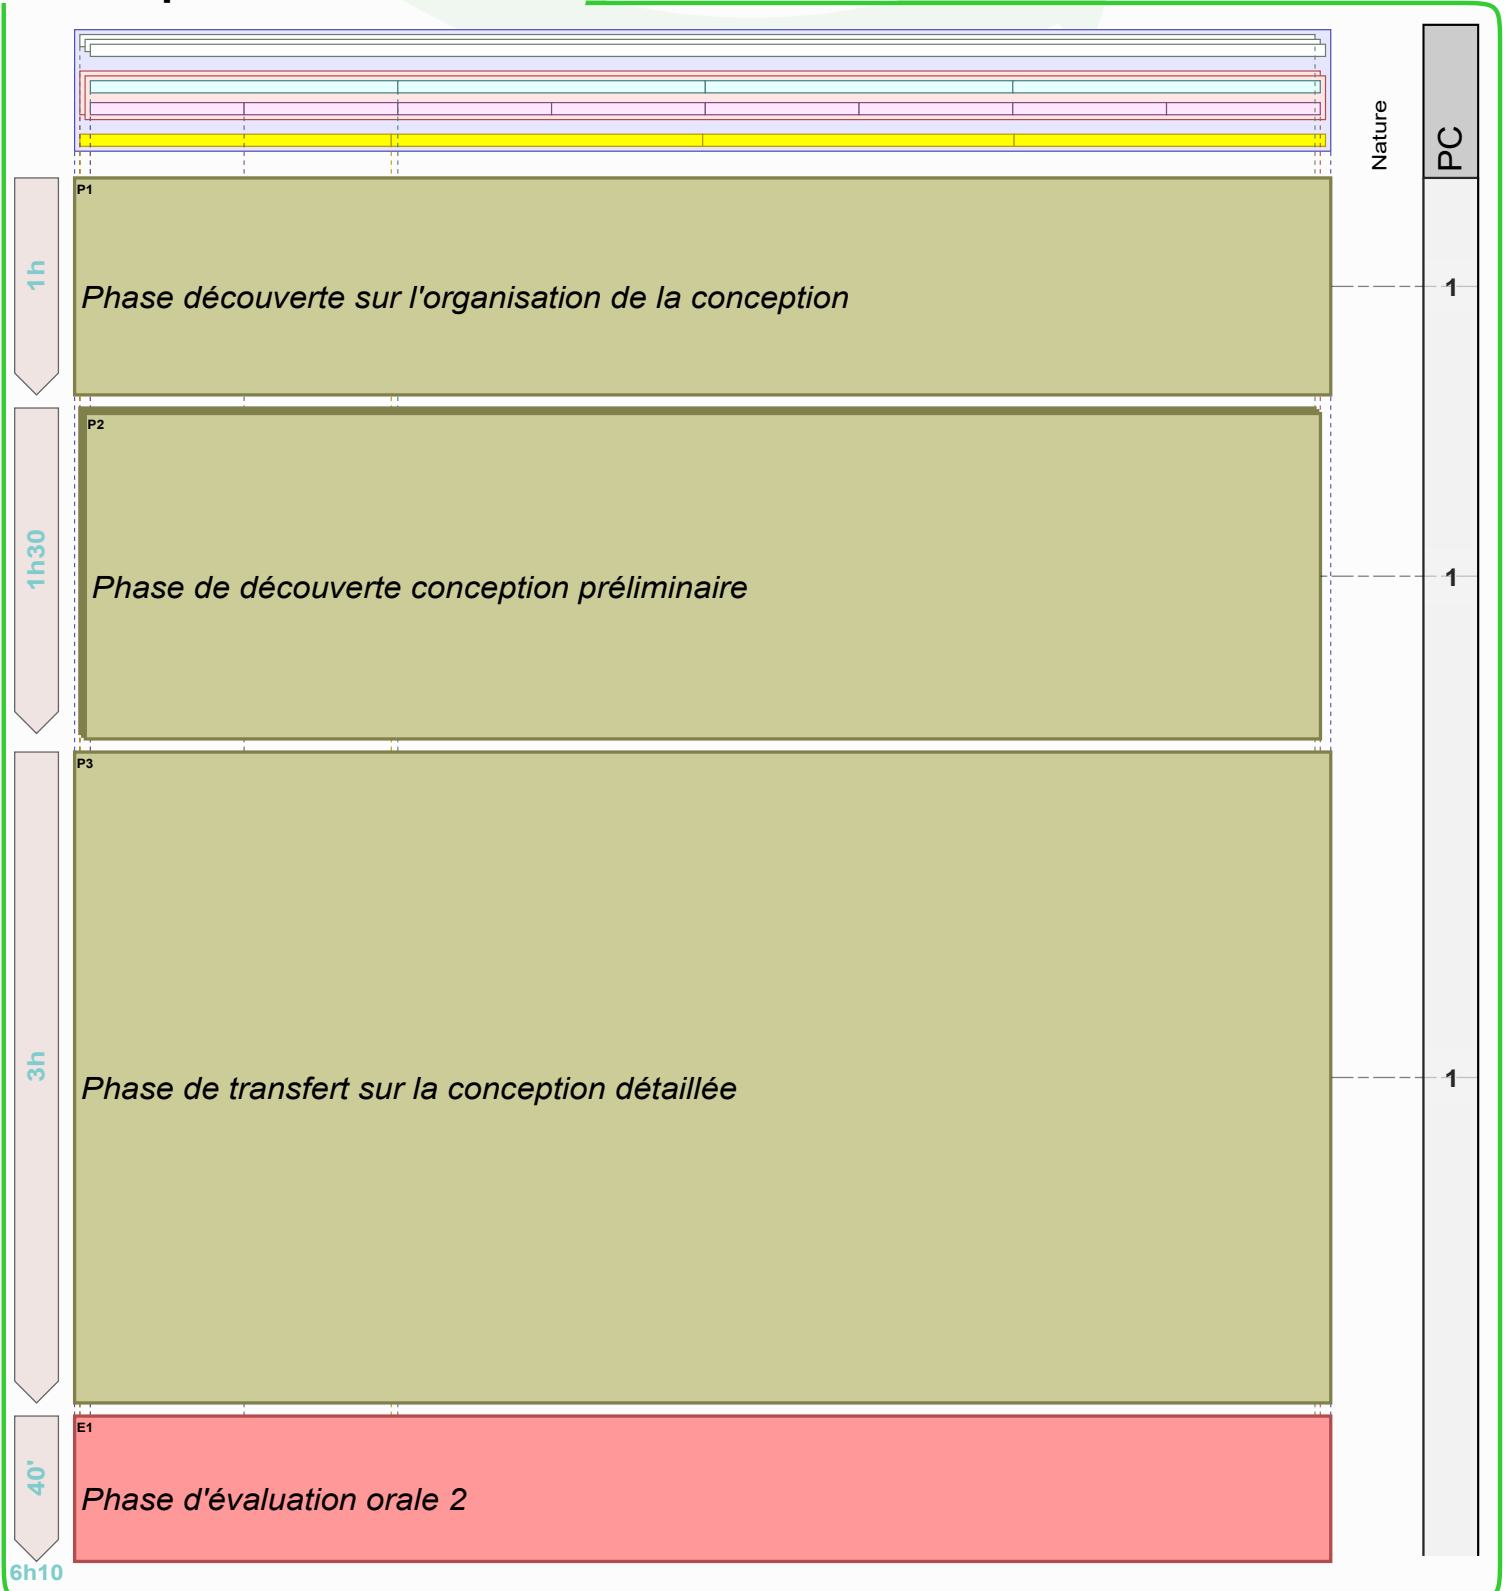 Nature
PC
P1
1h
Phase découverte sur l'organisation de la conception
1
P2
1h30
Phase de découverte conception préliminaire
1
P3
3h
Phase de transfert sur la conception détaillée
1
E1
40'
Phase d'évaluation orale 2
6h10